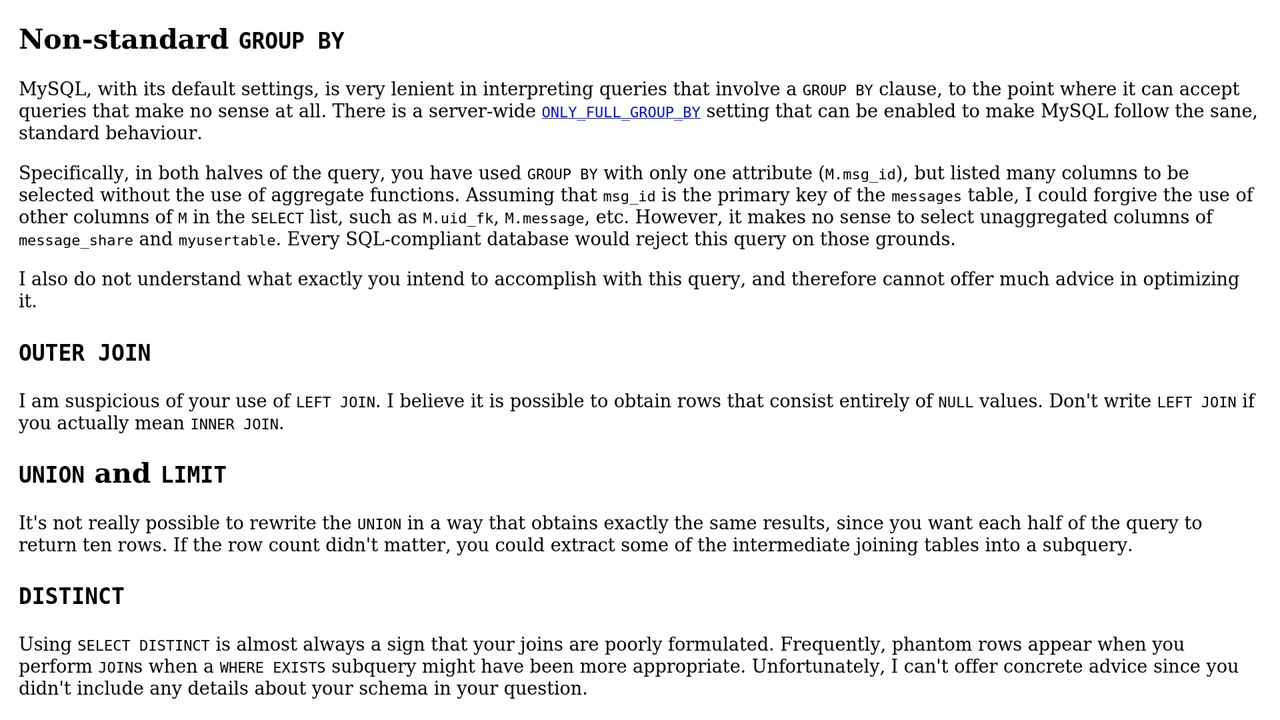 Non-standard GROUP BY
MySQL, with its default settings, is very lenient in interpreting queries that involve a GROUP BY clause, to the point where it can accept
queries that make no sense at all. There is a server-wide ONLY_FULL_GROUP_BY setting that can be enabled to make MySQL follow the sane,
standard behaviour.
Specifically, in both halves of the query, you have used GROUP BY with only one attribute (M.msg_id), but listed many columns to be
selected without the use of aggregate functions. Assuming that msg_id is the primary key of the messages table, I could forgive the use of
other columns of M in the SELECT list, such as M.uid_fk, M.message, etc. However, it makes no sense to select unaggregated columns of
message_share and myusertable. Every SQL-compliant database would reject this query on those grounds.
I also do not understand what exactly you intend to accomplish with this query, and therefore cannot offer much advice in optimizing
it.
OUTER JOIN
I am suspicious of your use of LEFT JOIN. I believe it is possible to obtain rows that consist entirely of NULL values. Don't write LEFT JOIN if
you actually mean INNER JOIN.
UNION and LIMIT
It's not really possible to rewrite the UNION in a way that obtains exactly the same results, since you want each half of the query to
return ten rows. If the row count didn't matter, you could extract some of the intermediate joining tables into a subquery.
DISTINCT
Using SELECT DISTINCT is almost always a sign that your joins are poorly formulated. Frequently, phantom rows appear when you
perform JOINs when a WHERE EXISTS subquery might have been more appropriate. Unfortunately, I can't offer concrete advice since you
didn't include any details about your schema in your question.